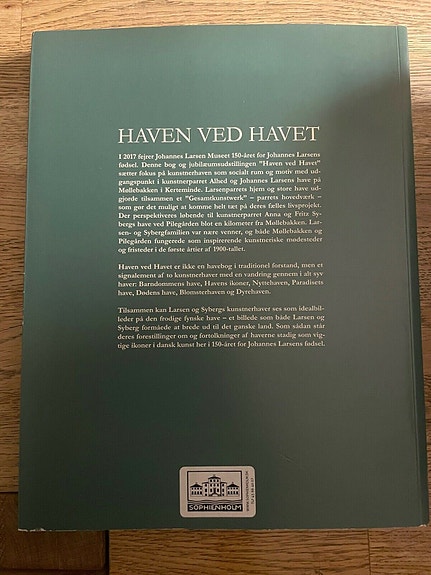 HAVEN VED HAVET
I 2017 fejrer Johannes Larsen Museet 150-året for Johannes Larsens
fødsel. Denne bog og jubilæumsudstillingen "Haven ved Havet"
sætter fokus på kunstnerhaven som socialt rum og motiv med ud-
gangspunkt i kunstnerparret Alhed og Johannes Larsens have på
Møllebakken i Kerteminde. Larsenparrets hjem og store have ud-
gjorde tilsammen et "Gesamtkunstwerk" – parrets hovedværk –
som gør det muligt at komme helt tæt på deres fælles livsprojekt.
Der perspektiveres løbende til kunstnerparret Anna og Fritz Sy-
bergs have ved Pilegården blot en kilometer fra Møllebakken. Lar-
sen- og Sybergfamilien var nære venner, og både Møllebakken og
Pilegården fungerede som inspirerende kunstneriske mødesteder
og fristeder i de første årtier af 1900-tallet.
Haven ved Havet er ikke en havebog i traditionel forstand, men et
signalement af to kunstnerhaver med en vandring gennem i alt syv
haver: Barndommens have, Havens ikoner, Nyttehaven, Paradisets
have, Dødens have, Blomsterhaven og Dyrehaven.
Tilsammen kan Larsen og Sybergs kunstnerhaver ses som idealbil-
leder på den frodige fynske have – et billede som både Larsen og
Syberg formåede at brede ud til det ganske land. Som sådan står
deres forestillinger om og fortolkninger af haverne stadig som vig-
tige ikoner i dansk kunst her i 150-året for Johannes Larsens fødsel.
SOPHIENHOLM